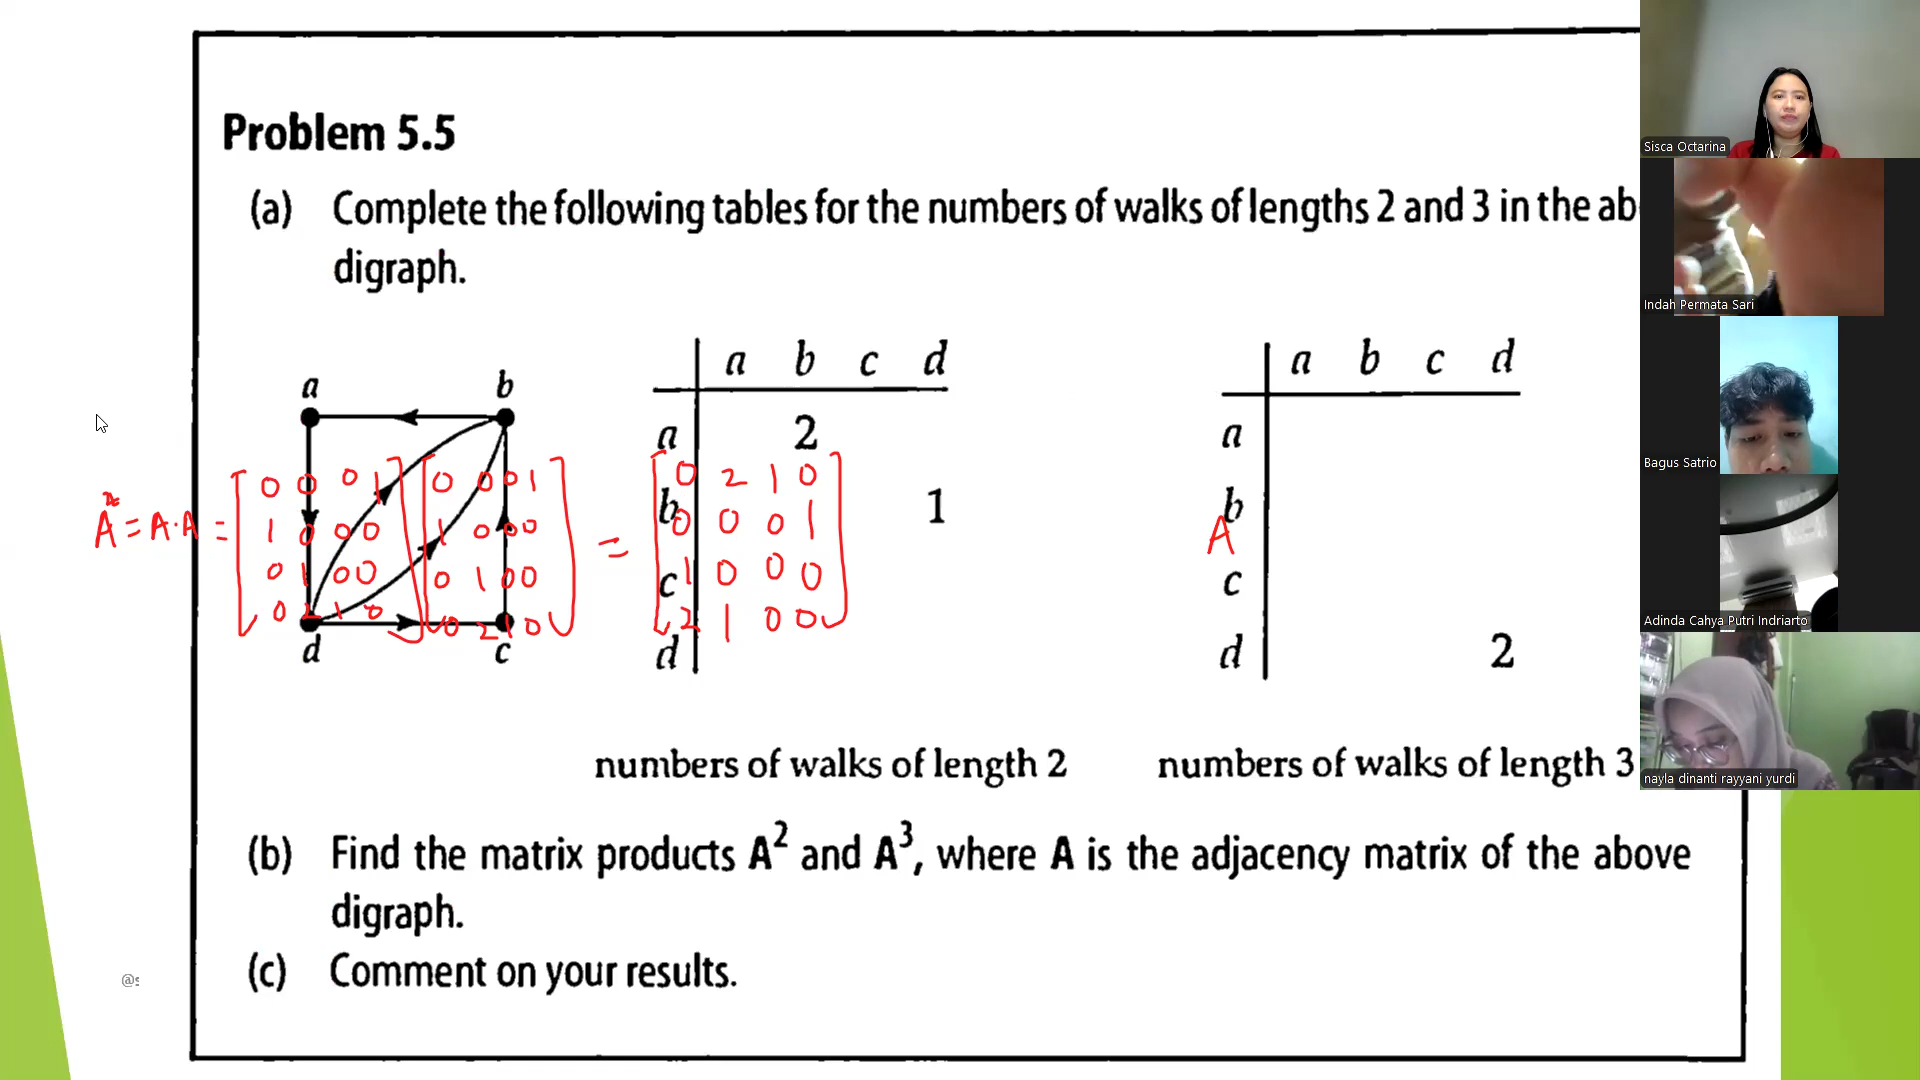 Problem 5.5
(a) Complete the following tables for the numbers of walks of lengths 2 and 3 in the ab
digraph.
a b
d c
a b c d
a 2
b 1
c
d
numbers of walks of length 2
a b c d
a
b
c
d 2
numbers of walks of length 3
A² = A·A =
0 0 0 1
1 0 0 0
0 1 0 0
0 2 1 0
0 0 0 1
1 0 0 0
0 1 0 0
0 2 1 0
=
0 2 1 0
0 0 0 1
1 0 0 0
2 1 0 0
A
(b) Find the matrix products A² and A³, where A is the adjacency matrix of the above
digraph.
(c) Comment on your results.
Sisca Octarina
Indah Permata Sari
Bagus Satrio
Adinda Cahya Putri Indriarto
nayla dinanti rayyani yurdi